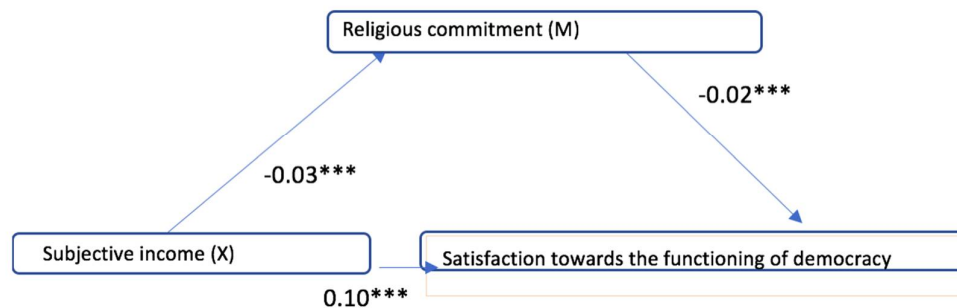 Religious commitment (M)
-0.02***
-0.03***
Subjective income (X)
Satisfaction towards the functioning of democracy
0.10***